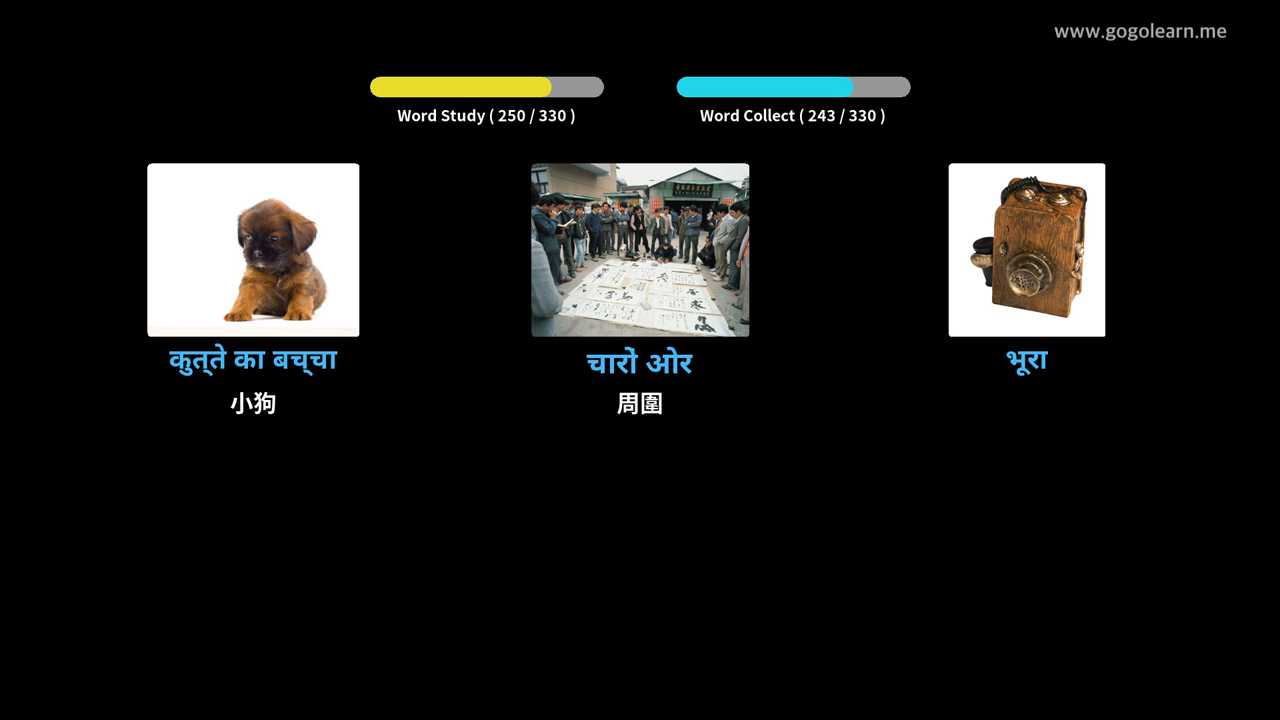 www.gogolearn.me
Word Study ( 250 / 330 )
Word Collect ( 243 / 330 )
कुत्ते का बच्चा
चारों ओर
भूरा
小狗
周圍